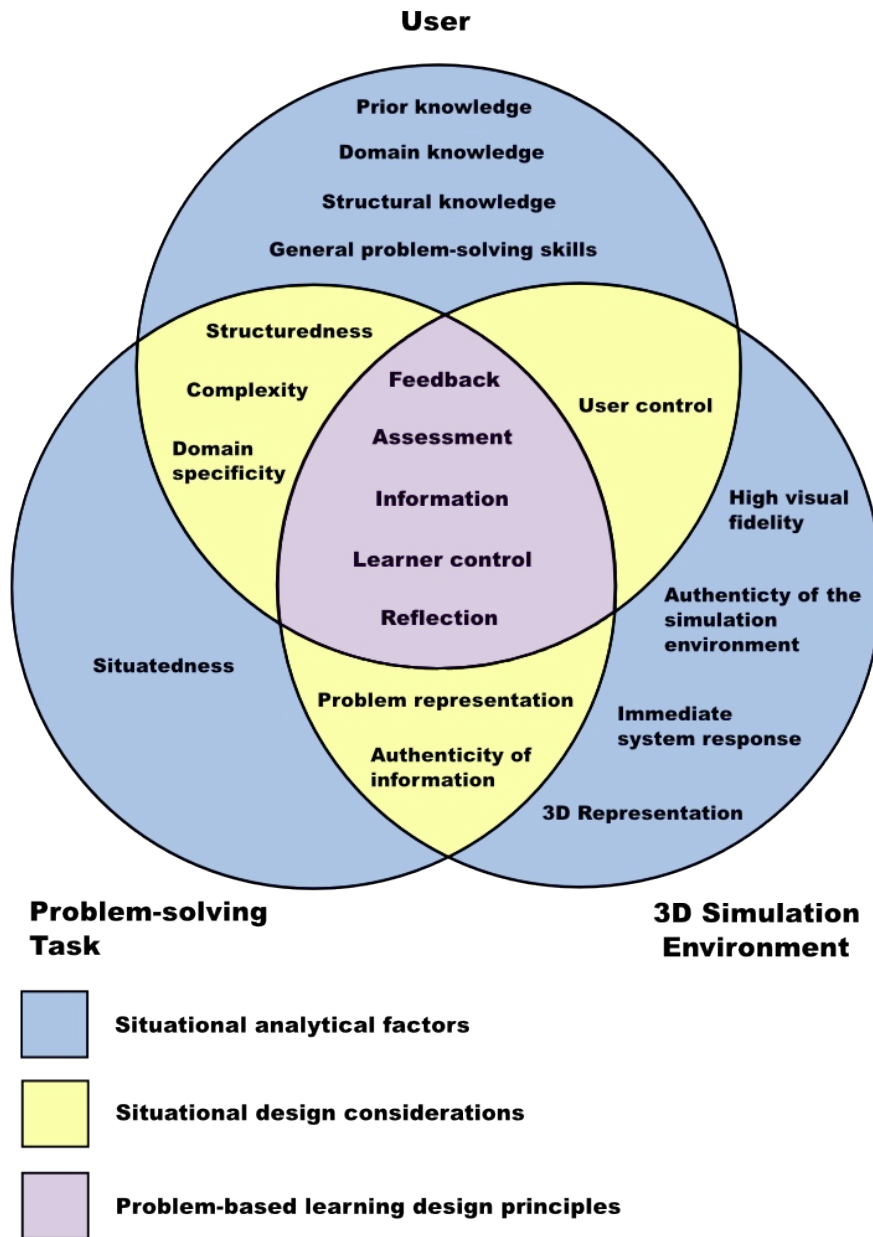 User
Prior knowledge
Domain knowledge
Structural knowledge
General problem-solving skills
Structuredness
Complexity
Domain
specificity
Feedback
Assessment
Information
Learner control
Reflection
User control
High visual
fidelity
Authenticty of the
simulation
environment
Immediate
system response
3D Representation
Situatedness
Problem representation
Authenticity of
information
Problem-solving
Task
3D Simulation
Environment
Situational analytical factors
Situational design considerations
Problem-based learning design principles